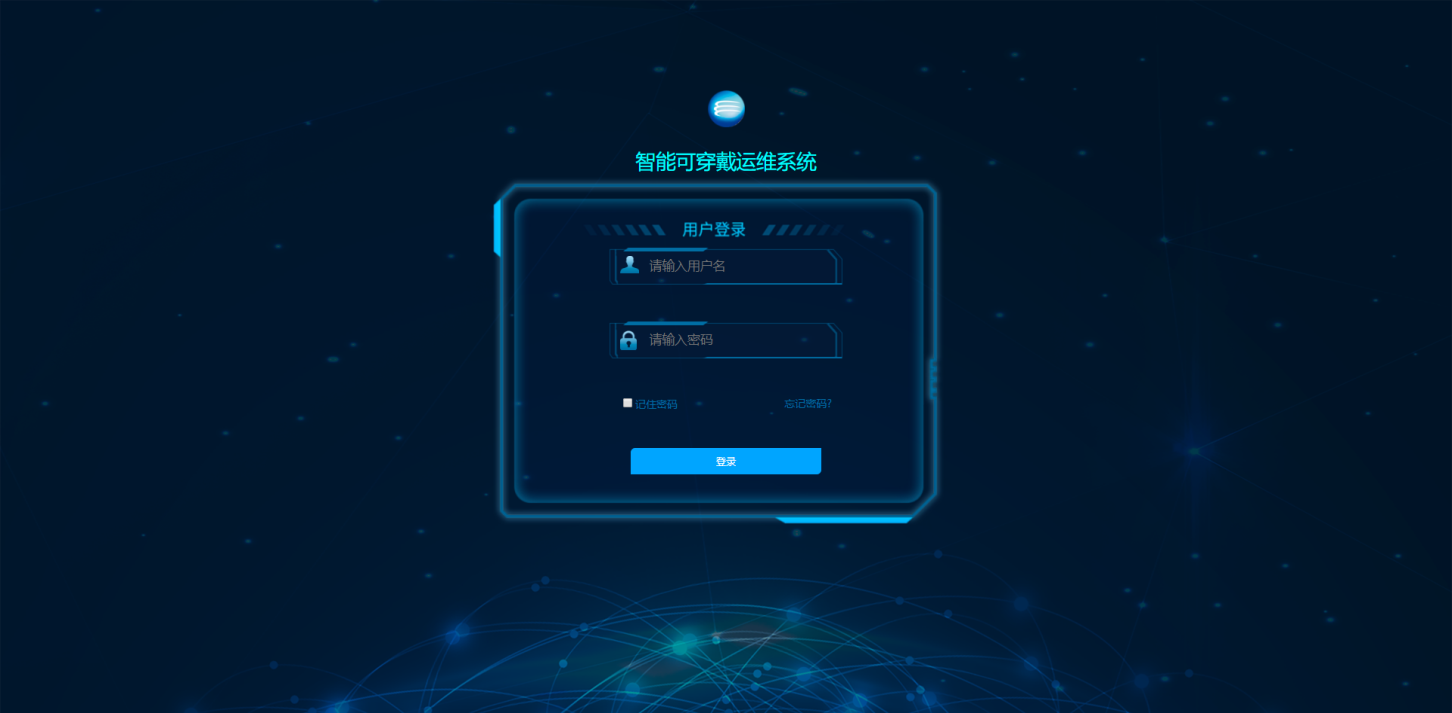 智能可穿戴运维系统
用户登录
请输入用户名
请输入密码
记住密码 忘记密码?
登录